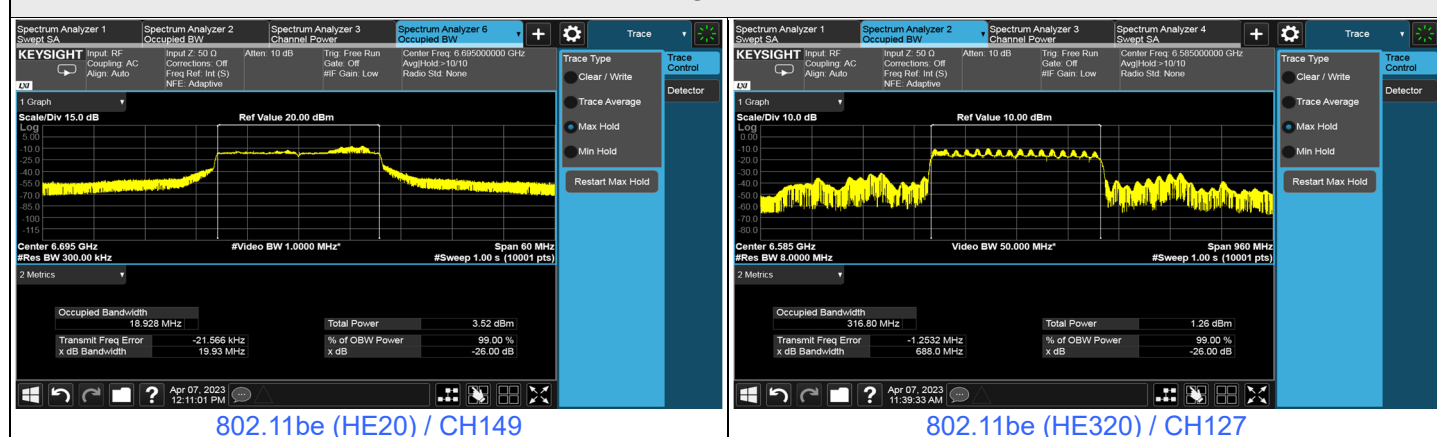 Spectrum Analyzer 1
Swept SA
Spectrum Analyzer 2
Occupied BW
Spectrum Analyzer 3
Channel Power
Spectrum Analyzer 6
Occupied BW
Trace
KEYSIGHT
Input: RF
Coupling: AC
Align: Auto
Input Z: 50 Ω
Corrections: Off
Freq Ref: Int (S)
NFE: Adaptive
Atten: 10 dB
Trig: Free Run
Gate: Off
#IF Gain: Low
Center Freq: 6.695000000 GHz
Avg|Hold:>10/10
Radio Std: None
LXI
Trace Type
Clear / Write
Trace Average
Max Hold
Min Hold
Restart Max Hold
Trace
Control
Detector
1 Graph
Scale/Div 15.0 dB
Ref Value 20.00 dBm
Log
5.00
-10.0
-25.0
-40.0
-55.0
-70.0
-85.0
-100
-115
Center 6.695 GHz
#Video BW 1.0000 MHz*
Span 60 MHz
#Res BW 300.00 kHz
#Sweep 1.00 s (10001 pts)
2 Metrics
Occupied Bandwidth
18.928 MHz
Total Power 3.52 dBm
Transmit Freq Error -21.566 kHz
% of OBW Power 99.00 %
x dB Bandwidth 19.93 MHz
x dB -26.00 dB
?
Apr 07, 2023
12:11:01 PM
802.11be (HE20) / CH149
Spectrum Analyzer 1
Swept SA
Spectrum Analyzer 2
Occupied BW
Spectrum Analyzer 3
Channel Power
Spectrum Analyzer 4
Swept SA
Trace
KEYSIGHT
Input: RF
Coupling: AC
Align: Auto
Input Z: 50 Ω
Corrections: Off
Freq Ref: Int (S)
NFE: Adaptive
Atten: 10 dB
Trig: Free Run
Gate: Off
#IF Gain: Low
Center Freq: 6.585000000 GHz
Avg|Hold:>10/10
Radio Std: None
LXI
Trace Type
Clear / Write
Trace Average
Max Hold
Min Hold
Restart Max Hold
Trace
Control
Detector
1 Graph
Scale/Div 10.0 dB
Ref Value 10.00 dBm
Log
0.00
-10.0
-20.0
-30.0
-40.0
-50.0
-60.0
-70.0
-80.0
Center 6.585 GHz
Video BW 50.000 MHz*
Span 960 MHz
#Res BW 8.0000 MHz
#Sweep 1.00 s (10001 pts)
2 Metrics
Occupied Bandwidth
316.80 MHz
Total Power 1.26 dBm
Transmit Freq Error -1.2532 MHz
% of OBW Power 99.00 %
x dB Bandwidth 688.0 MHz
x dB -26.00 dB
?
Apr 07, 2023
11:39:33 AM
802.11be (HE320) / CH127